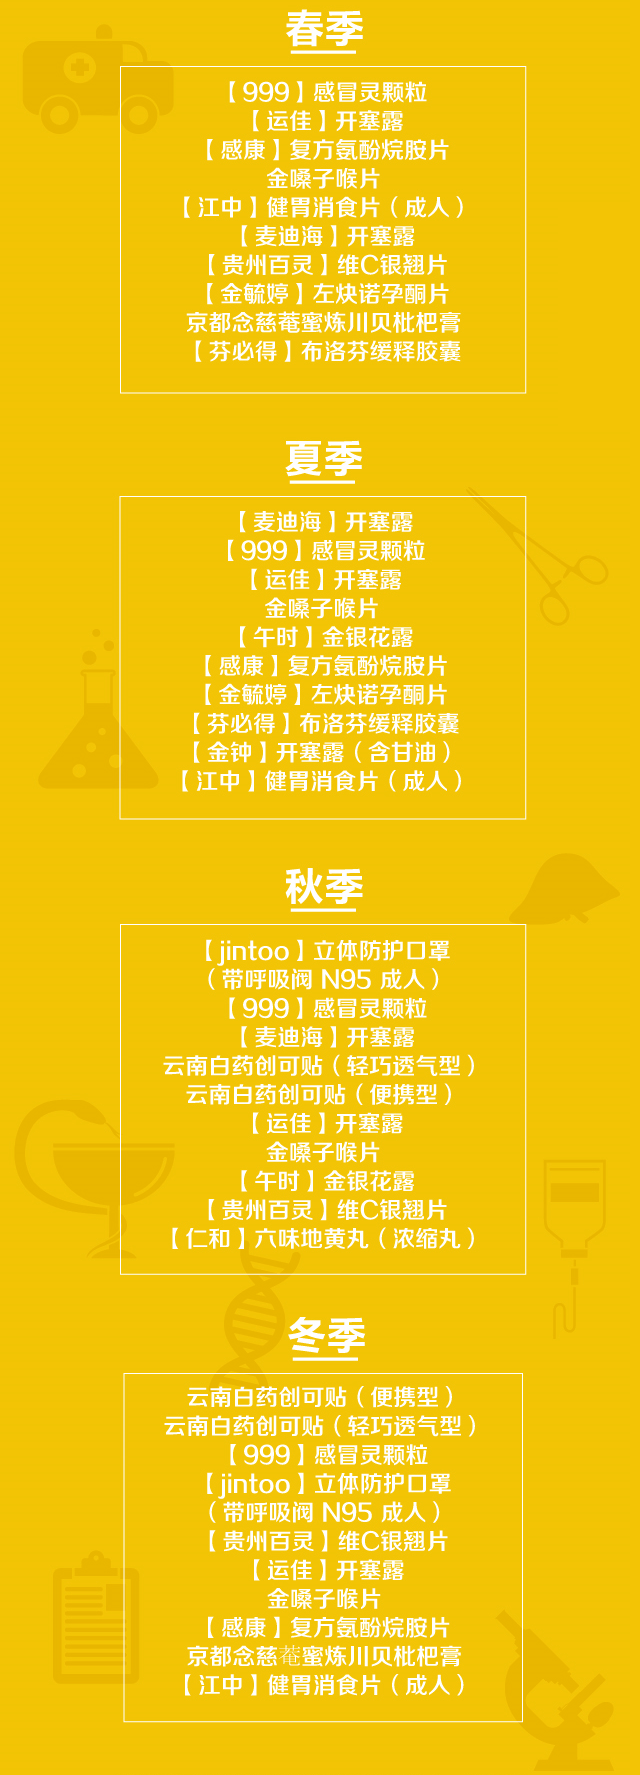 春季
【999】感冒灵颗粒
【运佳】开塞露
【感康】复方氨酚烷胺片
金嗓子喉片
【江中】健胃消食片（成人）
【麦迪海】开塞露
【贵州百灵】维C银翘片
【金毓婷】左炔诺孕酮片
京都念慈菴蜜炼川贝枇杷膏
【芬必得】布洛芬缓释胶囊
夏季
【麦迪海】开塞露
【999】感冒灵颗粒
【运佳】开塞露
金嗓子喉片
【午时】金银花露
【感康】复方氨酚烷胺片
【金毓婷】左炔诺孕酮片
【芬必得】布洛芬缓释胶囊
【金钟】开塞露（含甘油）
【江中】健胃消食片（成人）
秋季
【jintoo】立体防护口罩
（带呼吸阀 N95 成人）
【999】感冒灵颗粒
【麦迪海】开塞露
云南白药创可贴（轻巧透气型）
云南白药创可贴（便携型）
【运佳】开塞露
金嗓子喉片
【午时】金银花露
【贵州百灵】维C银翘片
【仁和】六味地黄丸（浓缩丸）
冬季
云南白药创可贴（便携型）
云南白药创可贴（轻巧透气型）
【999】感冒灵颗粒
【jintoo】立体防护口罩
（带呼吸阀 N95 成人）
【贵州百灵】维C银翘片
【运佳】开塞露
金嗓子喉片
【感康】复方氨酚烷胺片
京都念慈菴蜜炼川贝枇杷膏
【江中】健胃消食片（成人）